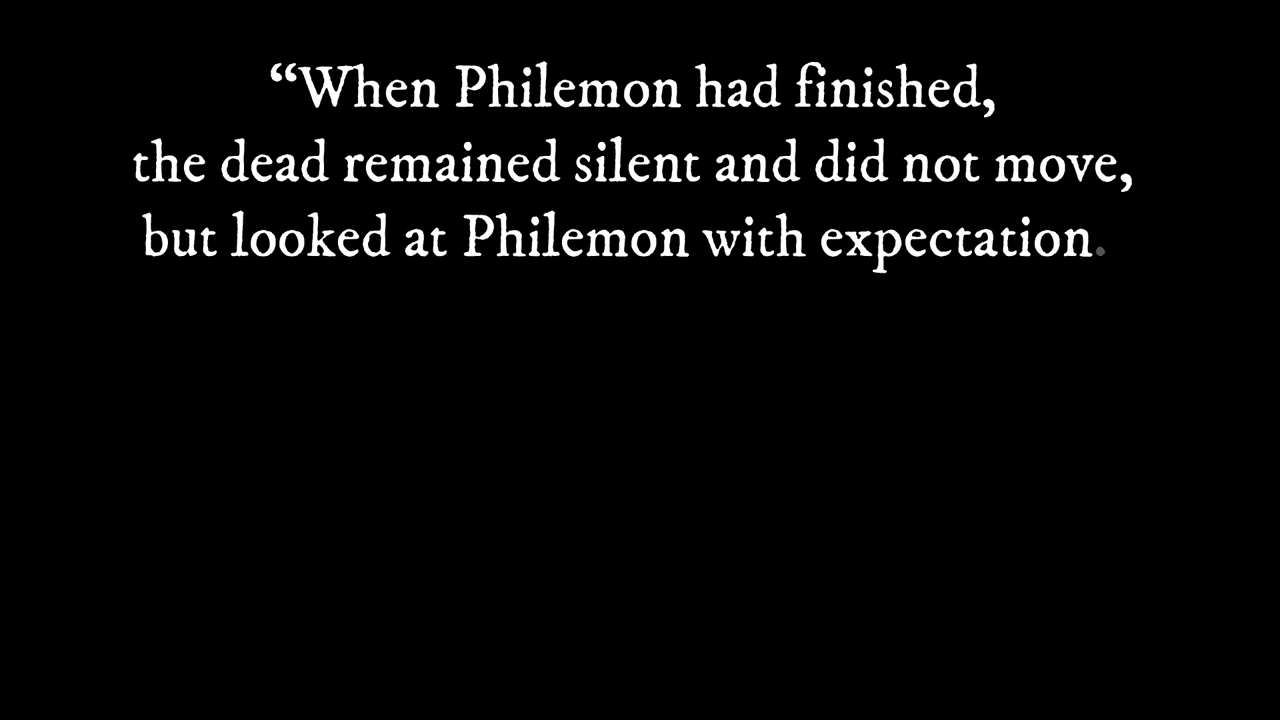 “When Philemon had finished,
the dead remained silent and did not move,
but looked at Philemon with expectation.